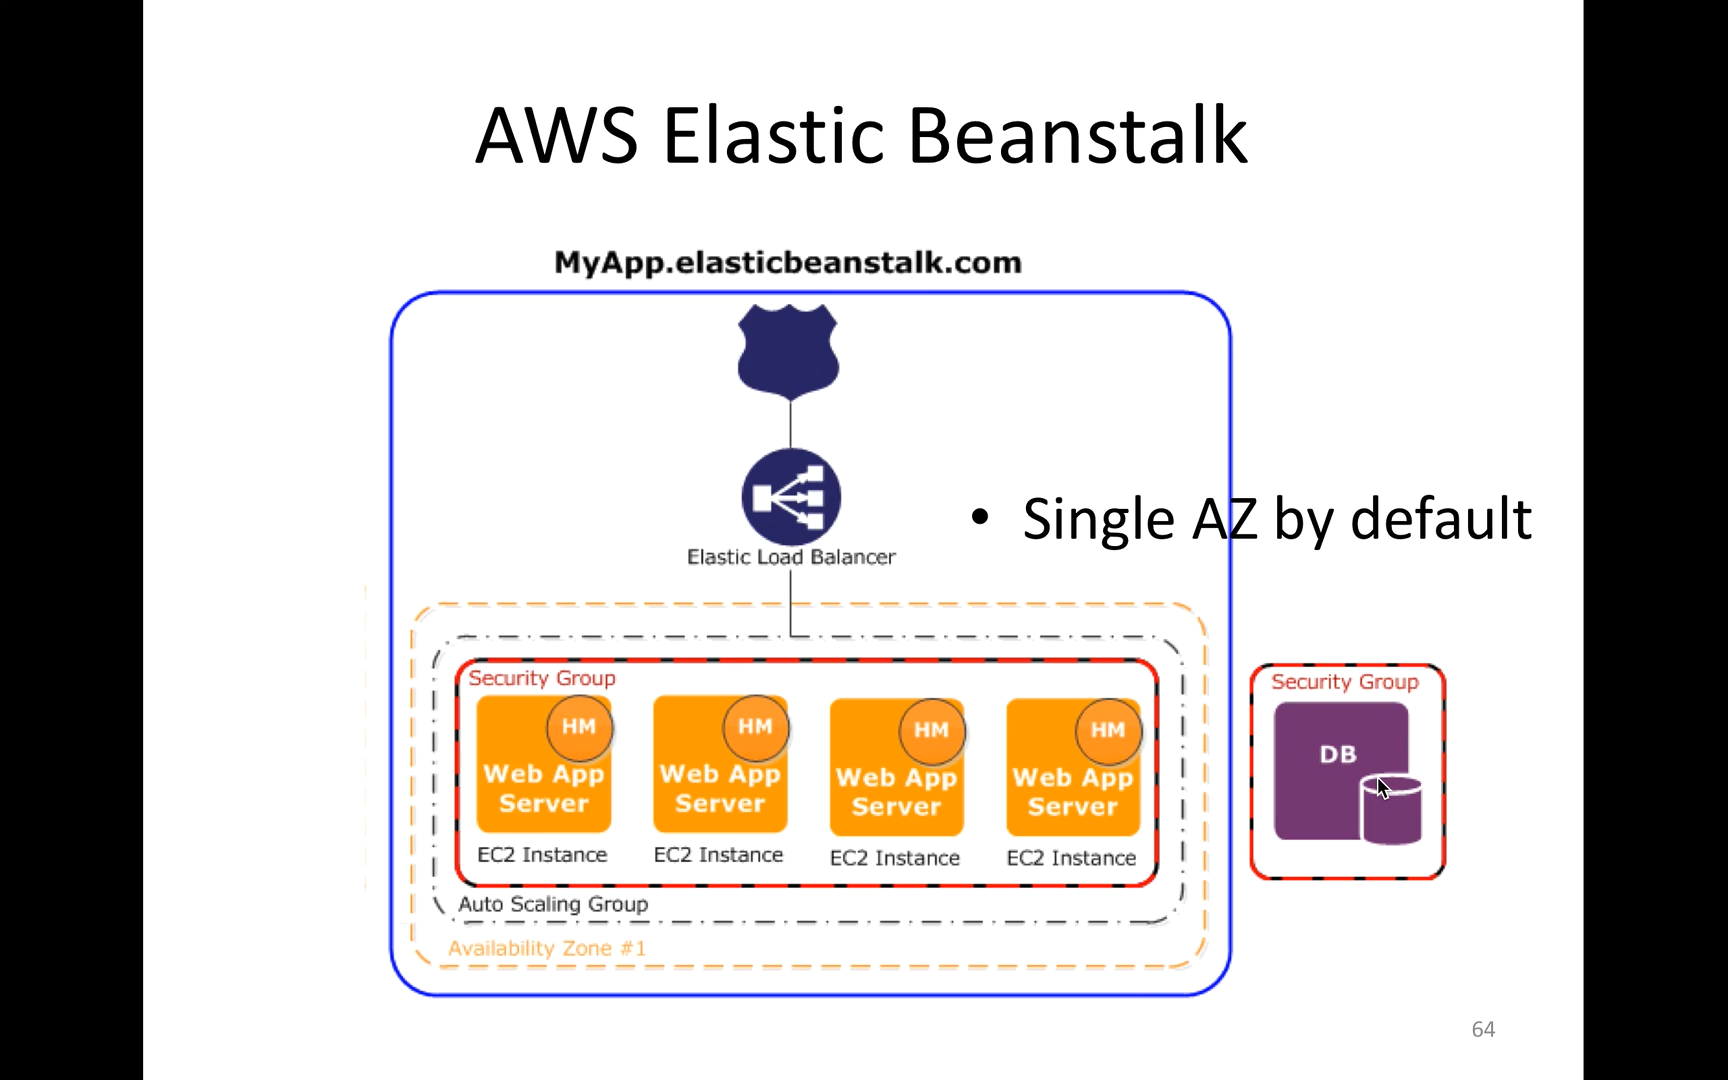 AWS Elastic Beanstalk
MyApp.elasticbeanstalk.com
Elastic Load Balancer
• Single AZ by default
Security Group
HM
HM
HM
HM
Web App
Server
Web App
Server
Web App
Server
Web App
Server
EC2 Instance
EC2 Instance
EC2 Instance
EC2 Instance
Auto Scaling Group
Availability Zone #1
Security Group
DB
64